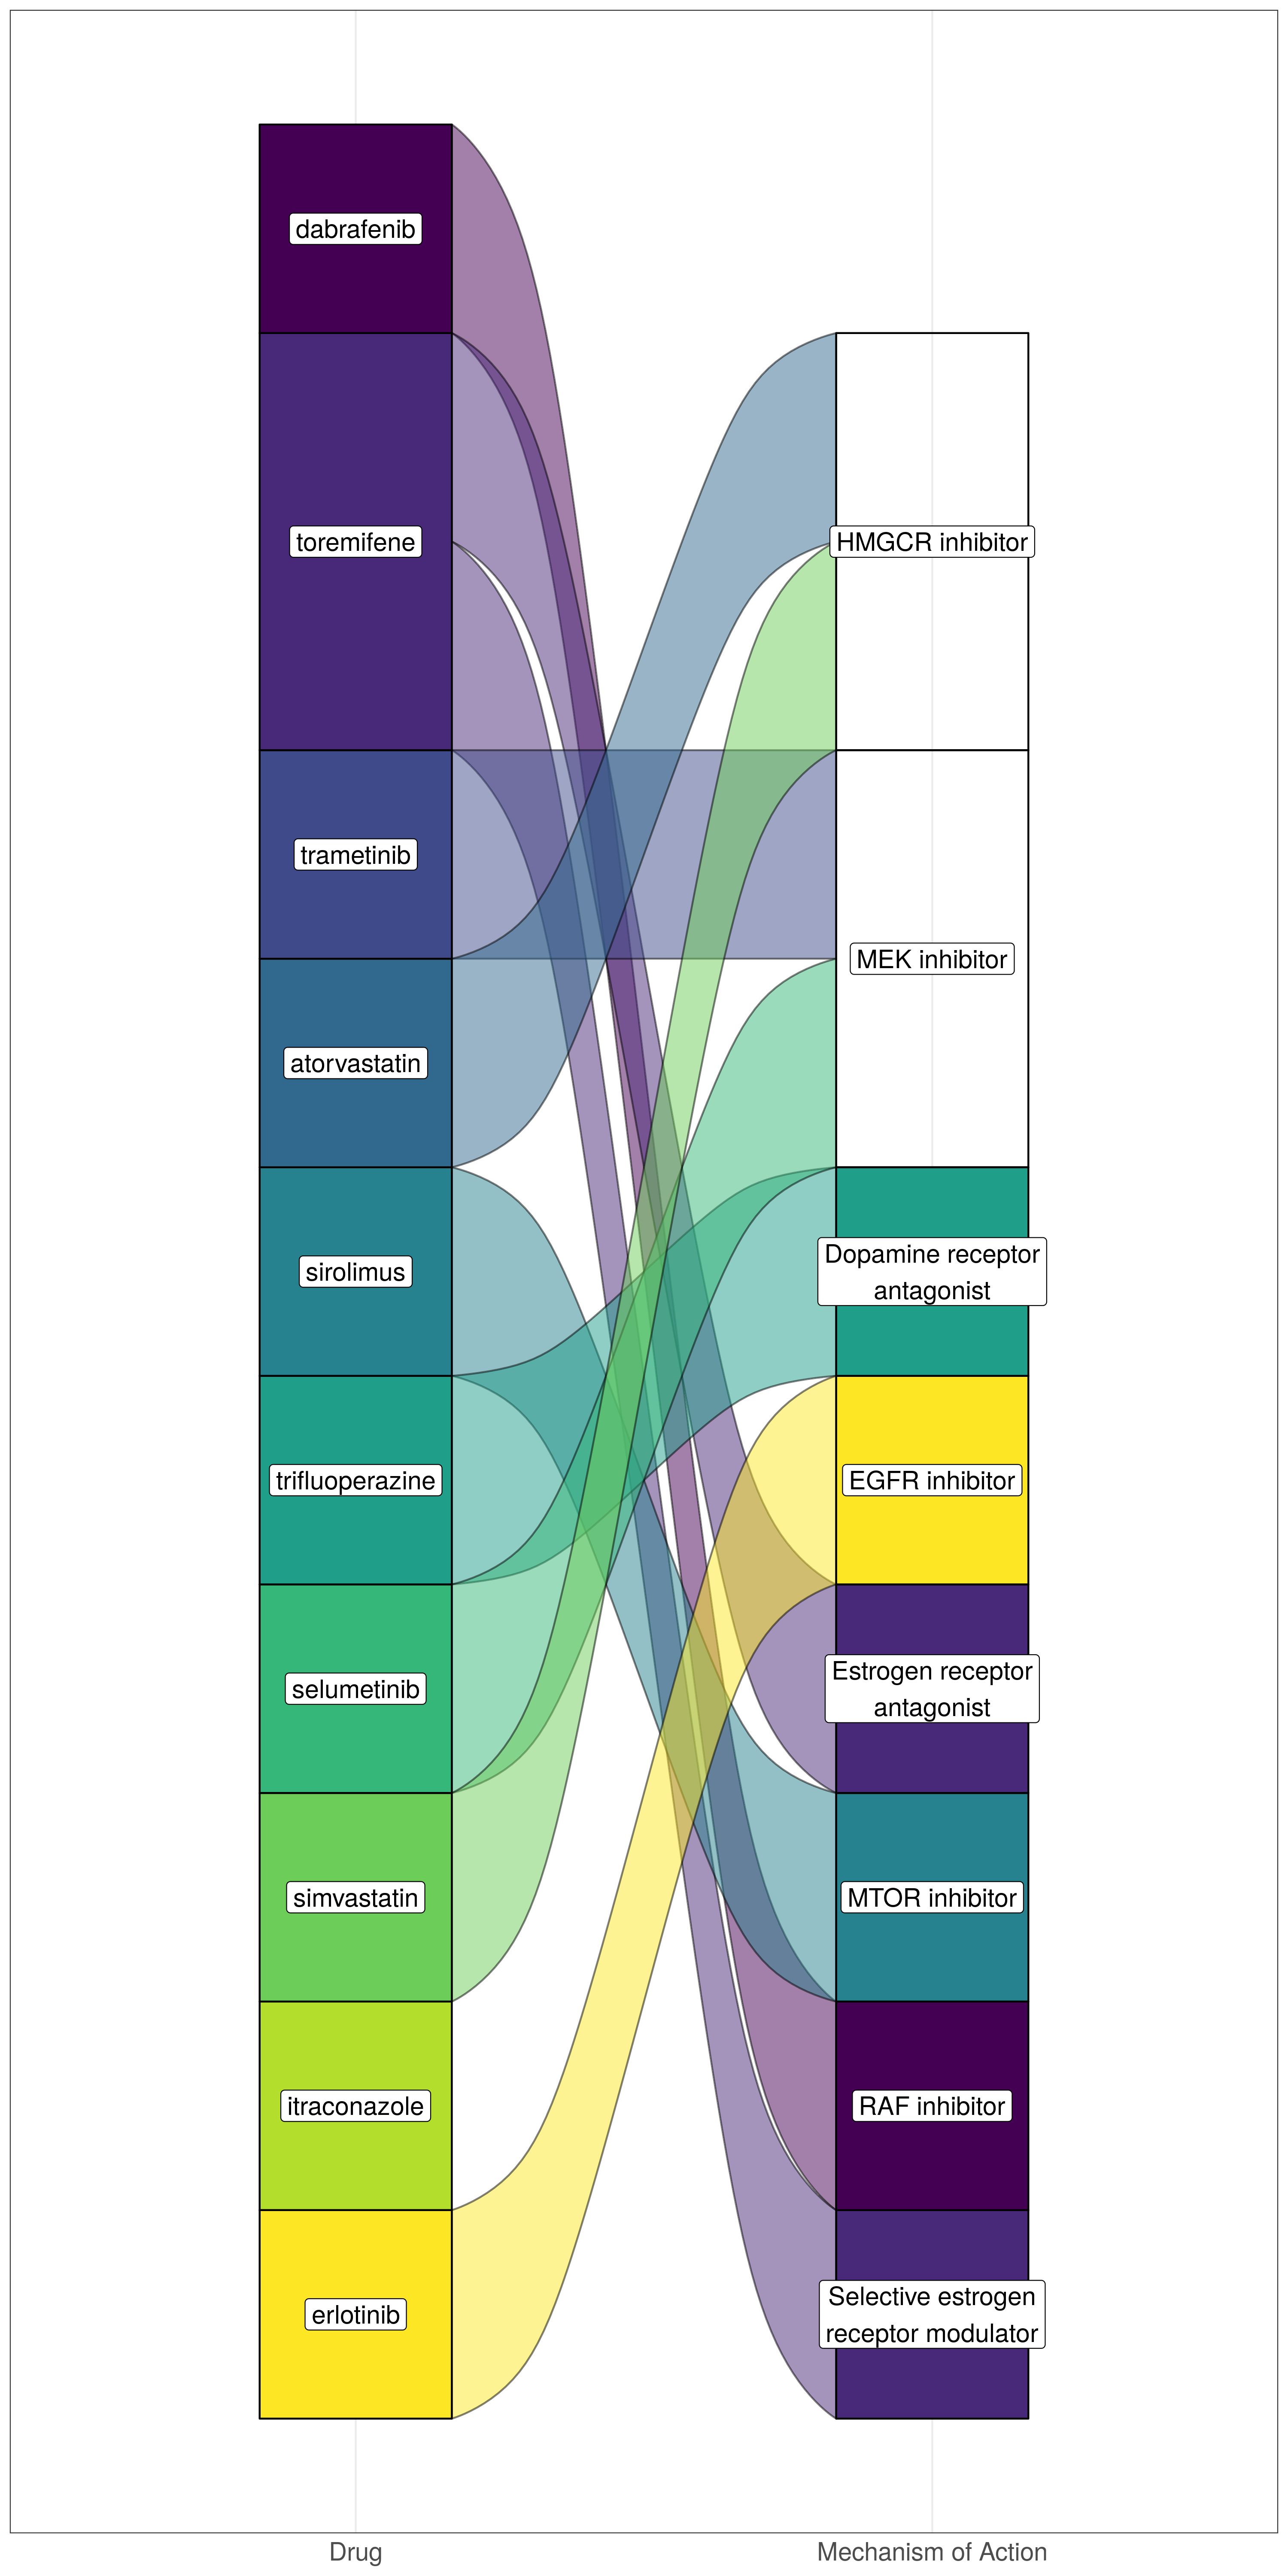 dabrafenib
toremifene
trametinib
atorvastatin
sirolimus
trifluoperazine
selumetinib
simvastatin
itraconazole
erlotinib
HMGCR inhibitor
MEK inhibitor
Dopamine receptor
antagonist
EGFR inhibitor
Estrogen receptor
antagonist
MTOR inhibitor
RAF inhibitor
Selective estrogen
receptor modulator
Drug
Mechanism of Action